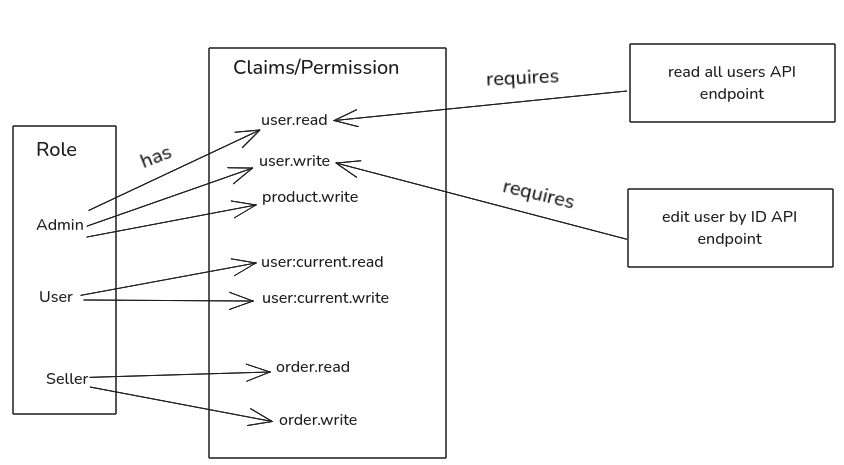 Role
Admin
User
Seller
has
Claims/Permission
user.read
user.write
product.write
user:current.read
user:current.write
order.read
order.write
requires
requires
read all users API
endpoint
edit user by ID API
endpoint